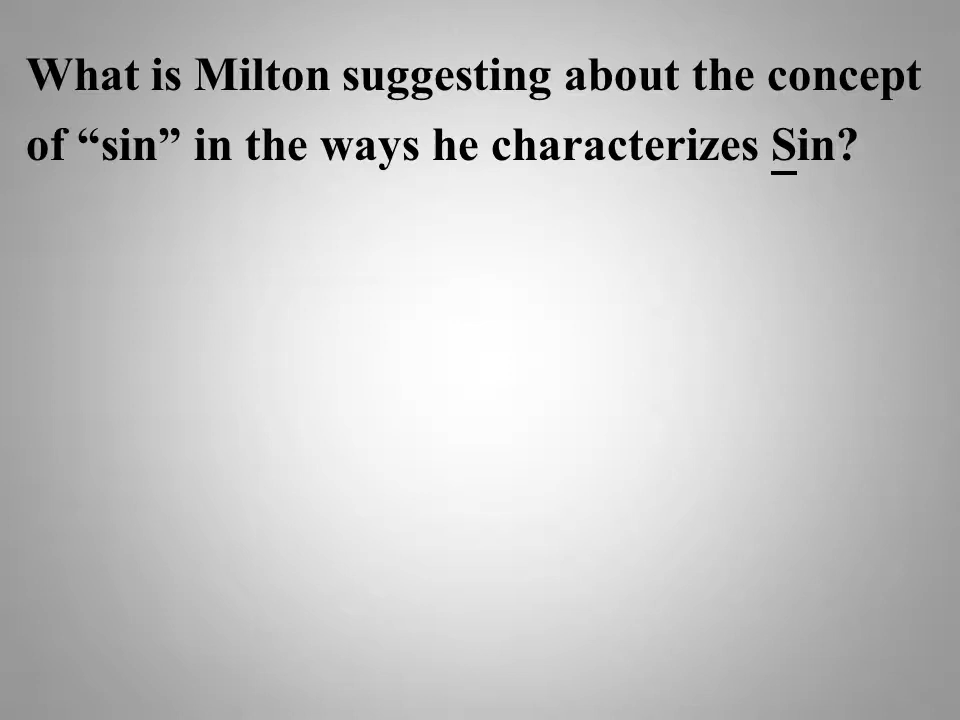 What is Milton suggesting about the concept
of “sin” in the ways he characterizes Sin?